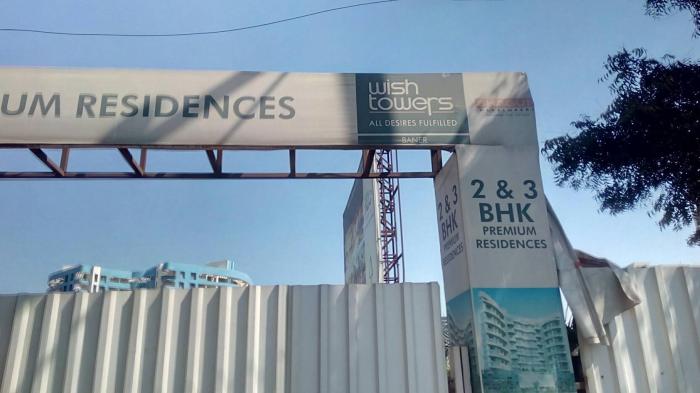 UM RESIDENCES
wish
towers
ALL DESIRES FULFILLED
BANER
2 & 3
BHK
PREMIUM
RESIDENCES
2 & 3
BHK
PREMIUM
RESIDENCES